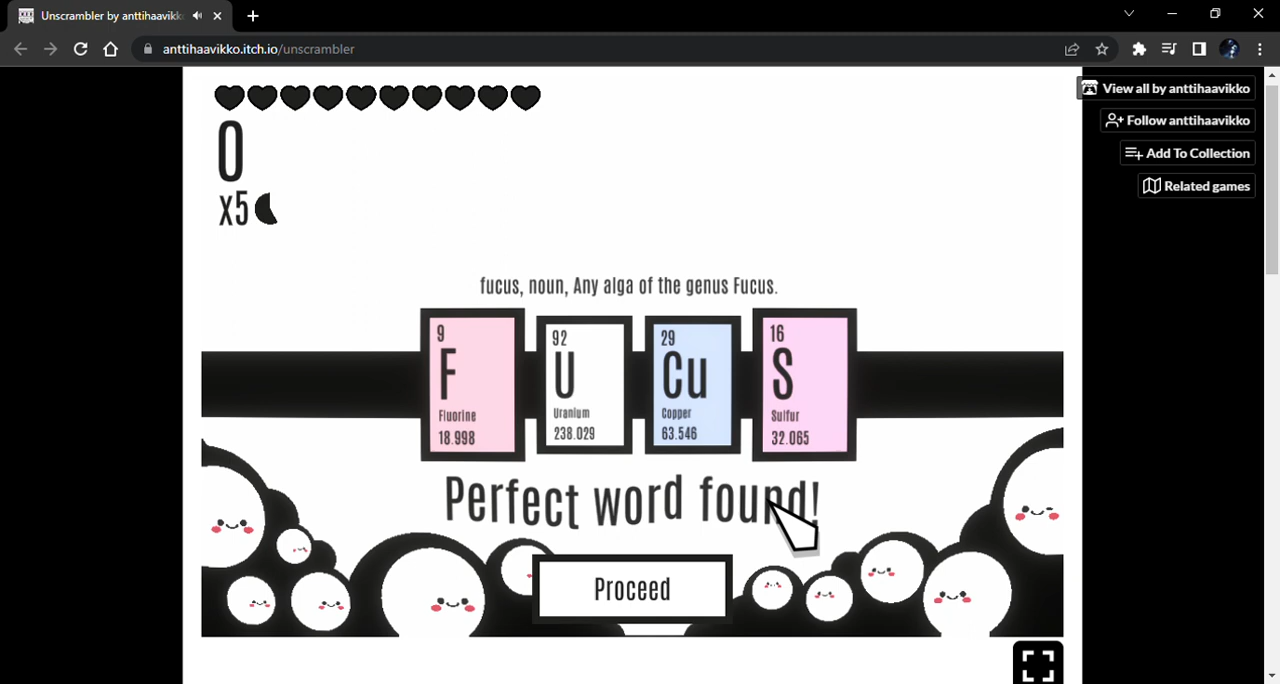 Unscrambler by anttihaavikk
anttihaavikko.itch.io/unscrambler
View all by anttihaavikko
Follow anttihaavikko
Add To Collection
Related games
0
x5
fucus, noun, Any alga of the genus Fucus.
9
F
Fluorine
18.998
92
U
Uranium
238.029
29
Cu
Copper
63.546
16
S
Sulfur
32.065
Perfect word found!
Proceed